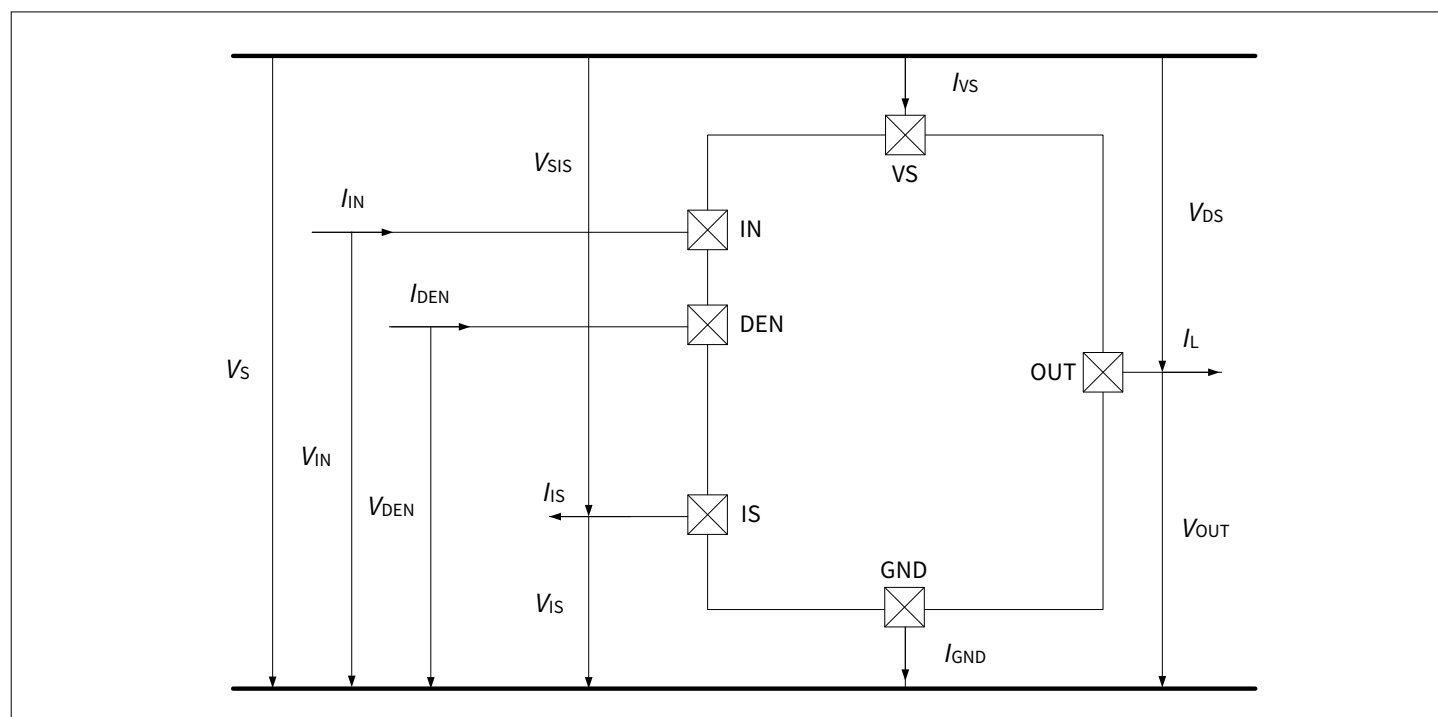 IVS
VS
VSIS
IIN
IN
VDS
IDEN
DEN
VS
IL
OUT
VIN
VDEN
IIS
IS
VOUT
GND
VIS
IGND